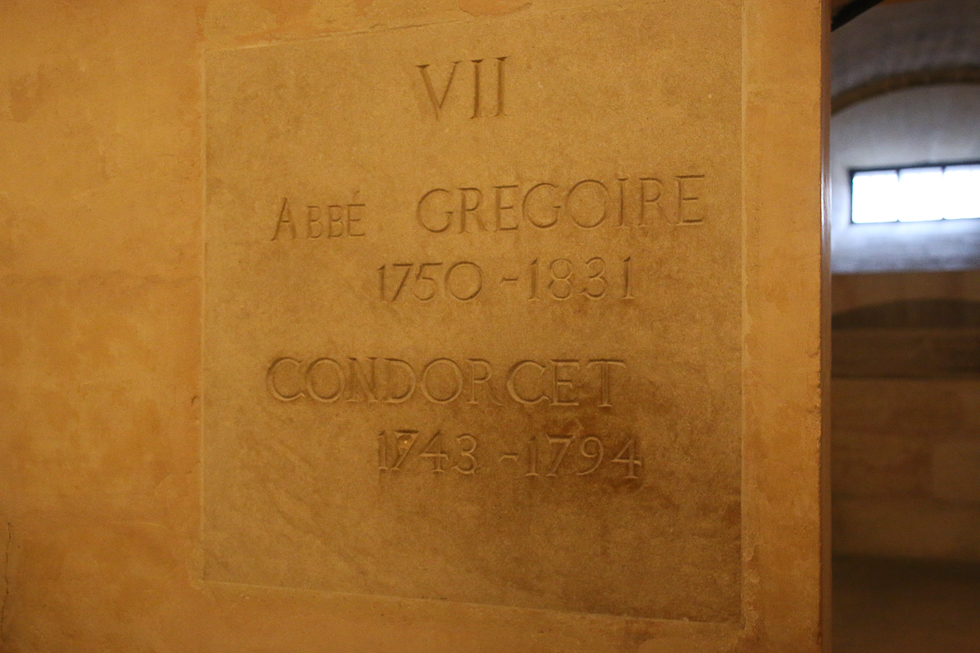 VII
ABBÉ GREGOIRE
1750-1831
CONDORCET
1743-1794